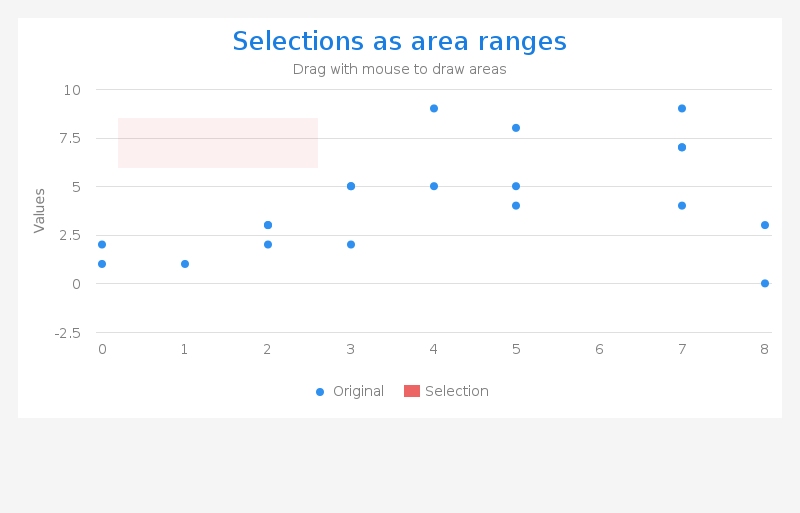 Selections as area ranges
Drag with mouse to draw areas
10
7.5
5
2.5
0
-2.5
Values
0 1 2 3 4 5 6 7 8
Original Selection